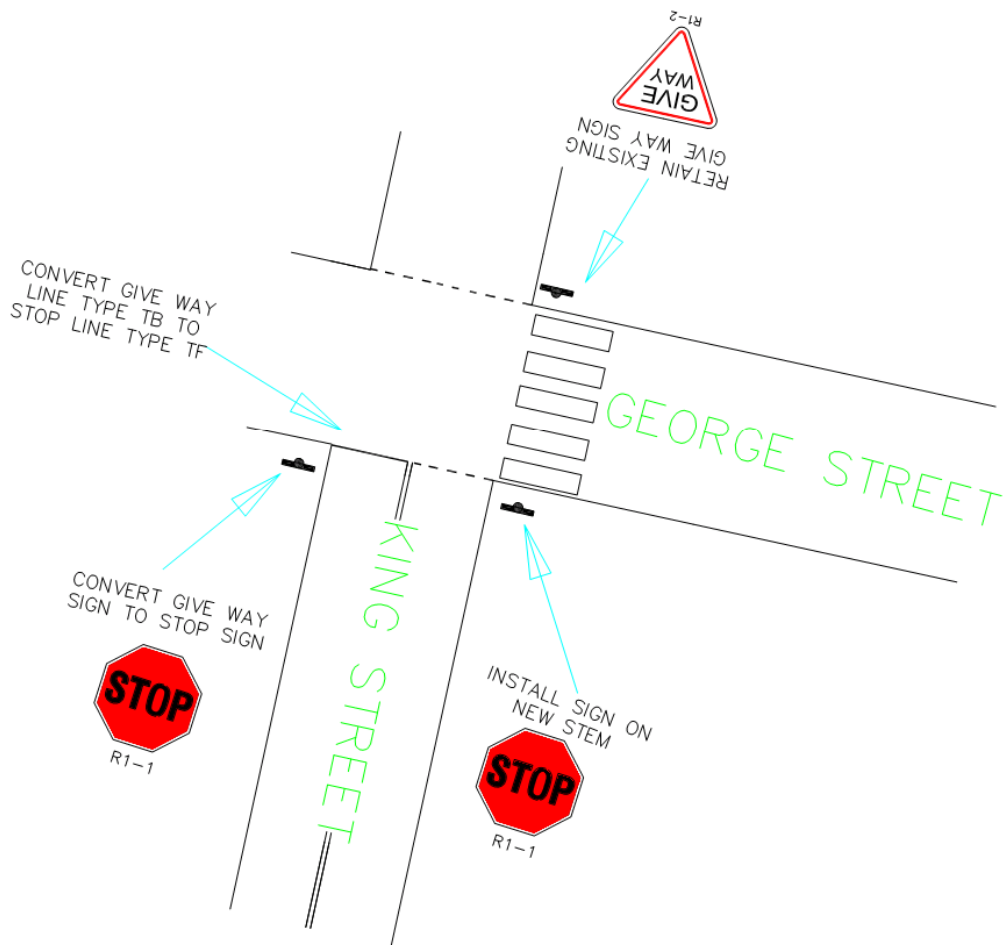 R1-2
GIVE
WAY
RETAIN EXISTING
GIVE WAY SIGN
CONVERT GIVE WAY
LINE TYPE TB TO
STOP LINE TYPE TF
GEORGE STREET
KING STREET
CONVERT GIVE WAY
SIGN TO STOP SIGN
STOP
R1-1
INSTALL SIGN ON
NEW STEM
STOP
R1-1